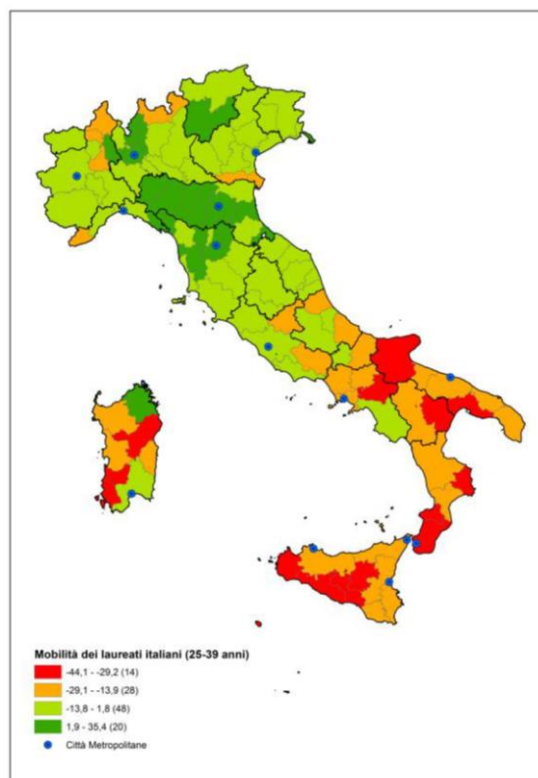 Mobilità dei laureati italiani (25-39 anni)
-44,1 - -29,2 (14)
-29,1 - -13,9 (28)
-13,8 - 1,8 (48)
1,9 - 35,4 (20)
Città Metropolitane